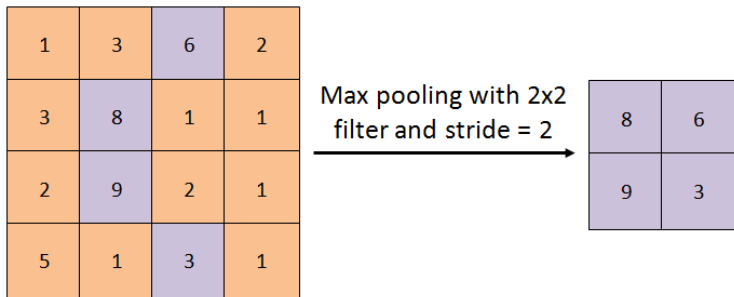 1 3 6 2
3 8 1 1
2 9 2 1
5 1 3 1
Max pooling with 2x2
filter and stride = 2
8 6
9 3